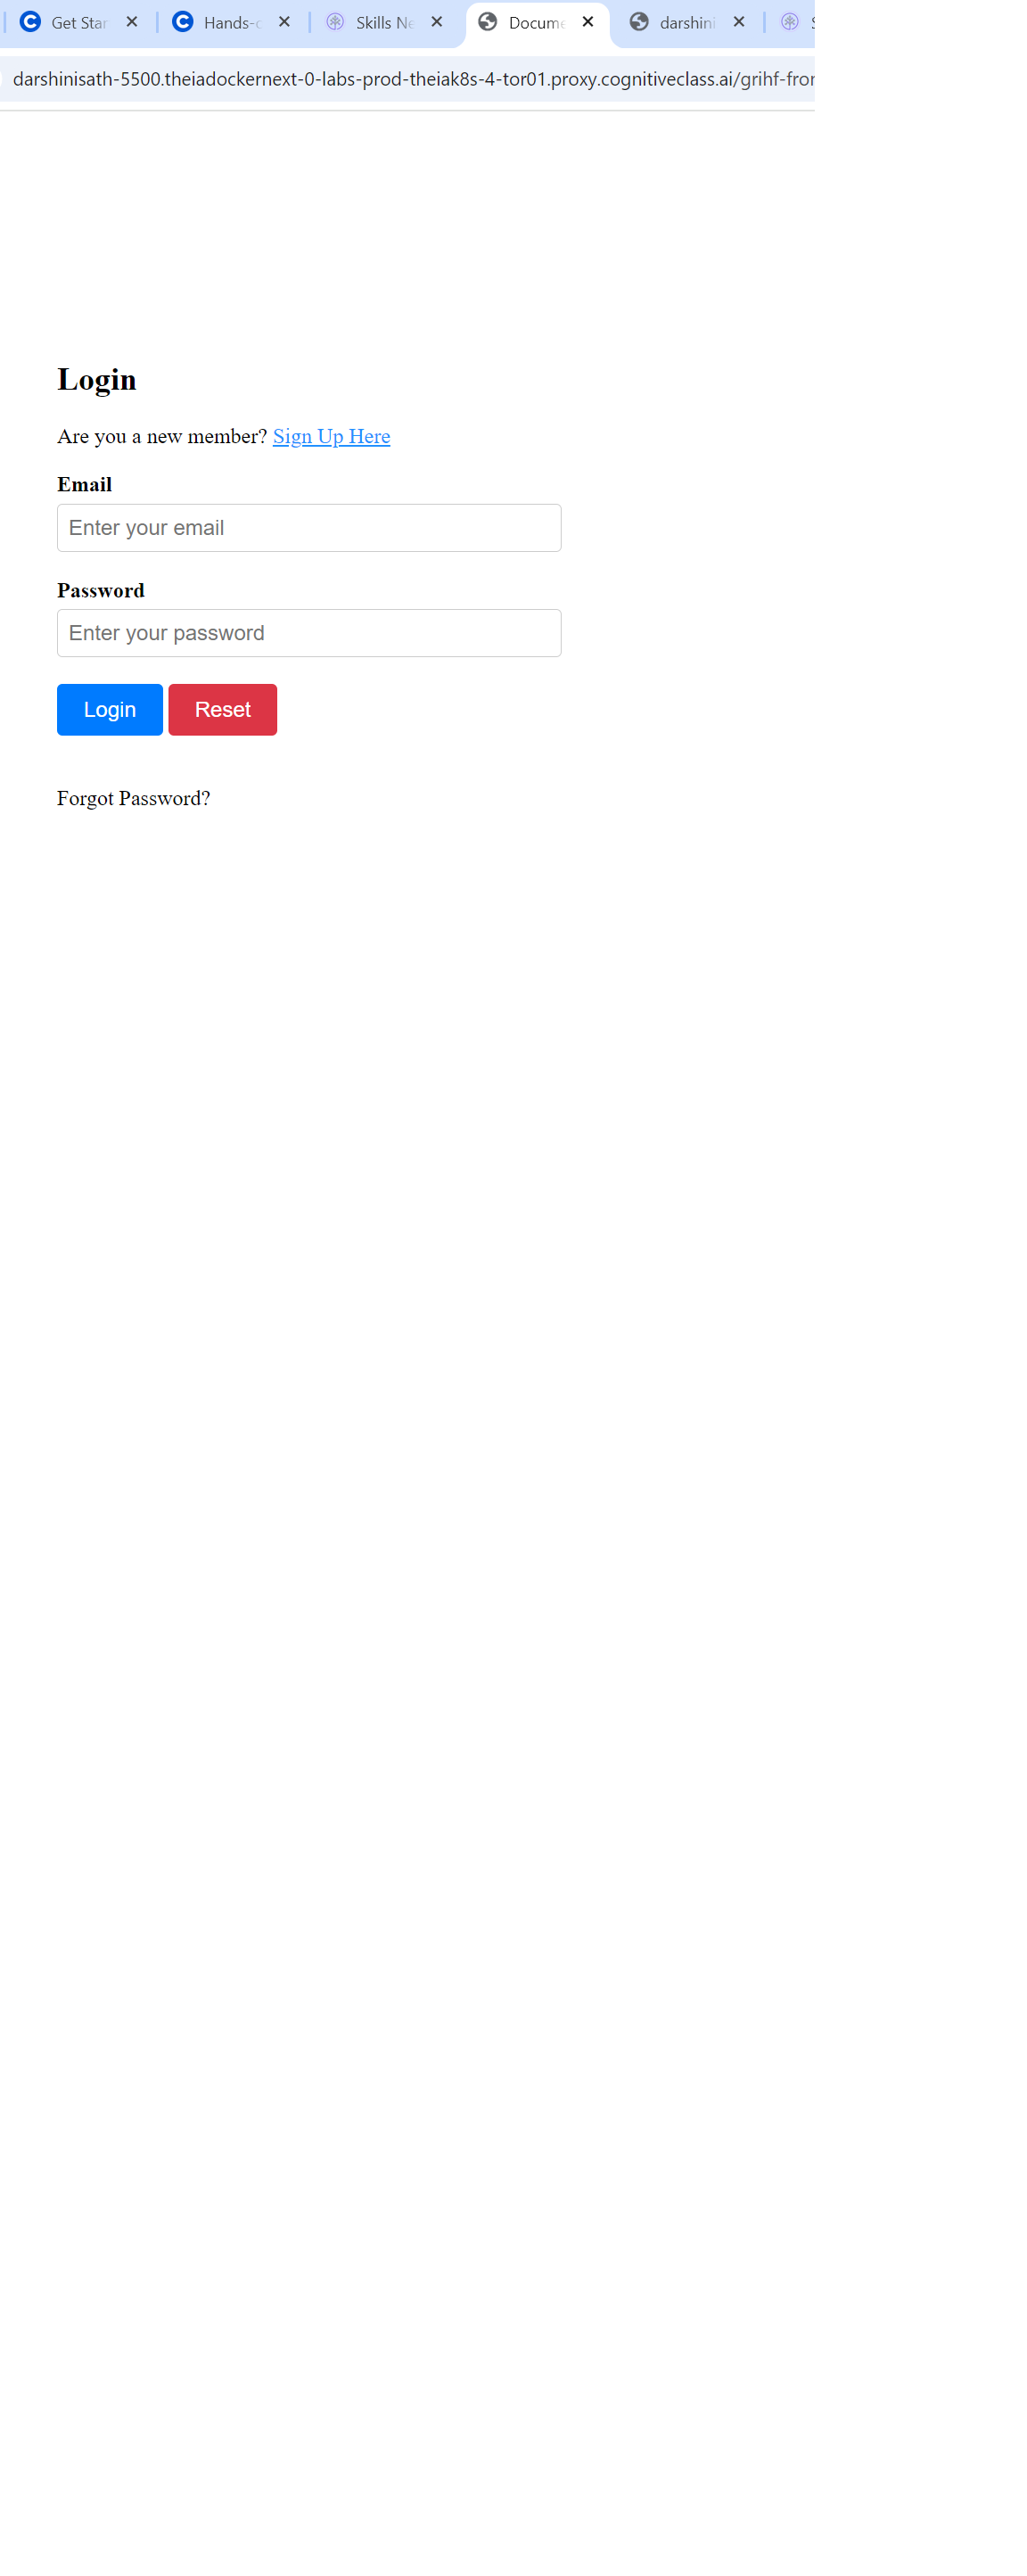 Get Star
Hands-c
Skills Ne
Docume
darshini
darshinisath-5500.theiadockernext-0-labs-prod-theiak8s-4-tor01.proxy.cognitiveclass.ai/grihf-fror
Login
Are you a new member? Sign Up Here
Email
Enter your email
Password
Enter your password
Login Reset
Forgot Password?